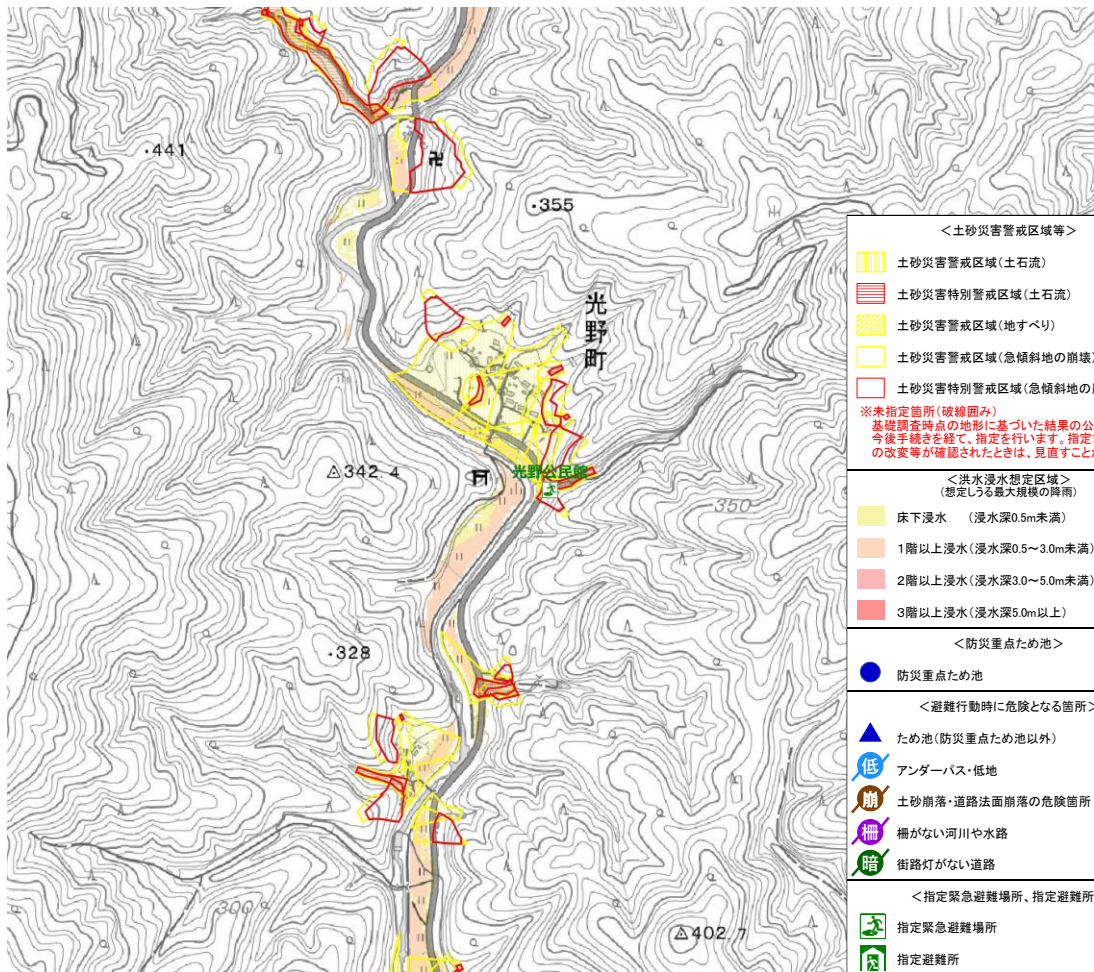 ・441
卍
・355
光野町
△342.4
光野公民館
350
・328
300
△402.7
＜土砂災害警戒区域等＞
土砂災害警戒区域(土石流)
土砂災害特別警戒区域(土石流)
土砂災害警戒区域(地すべり)
土砂災害警戒区域(急傾斜地の崩壊)
土砂災害特別警戒区域(急傾斜地の
※未指定箇所(破線囲み)
基礎調査時点の地形に基づいた結果の公
今後手続きを経て、指定を行います。指定
の改変等が確認されたときは、見直すこと
＜洪水浸水想定区域＞
(想定しうる最大規模の降雨)
床下浸水 (浸水深0.5m未満)
1階以上浸水(浸水深0.5～3.0m未満)
2階以上浸水(浸水深3.0～5.0m未満)
3階以上浸水(浸水深5.0m以上)
＜防災重点ため池＞
防災重点ため池
＜避難行動時に危険となる箇所＞
ため池(防災重点ため池以外)
低 アンダーパス・低地
崩 土砂崩落・道路法面崩落の危険箇所
柵 柵がない河川や水路
暗 街路灯がない道路
＜指定緊急避難場所、指定避難所
指定緊急避難場所
指定避難所